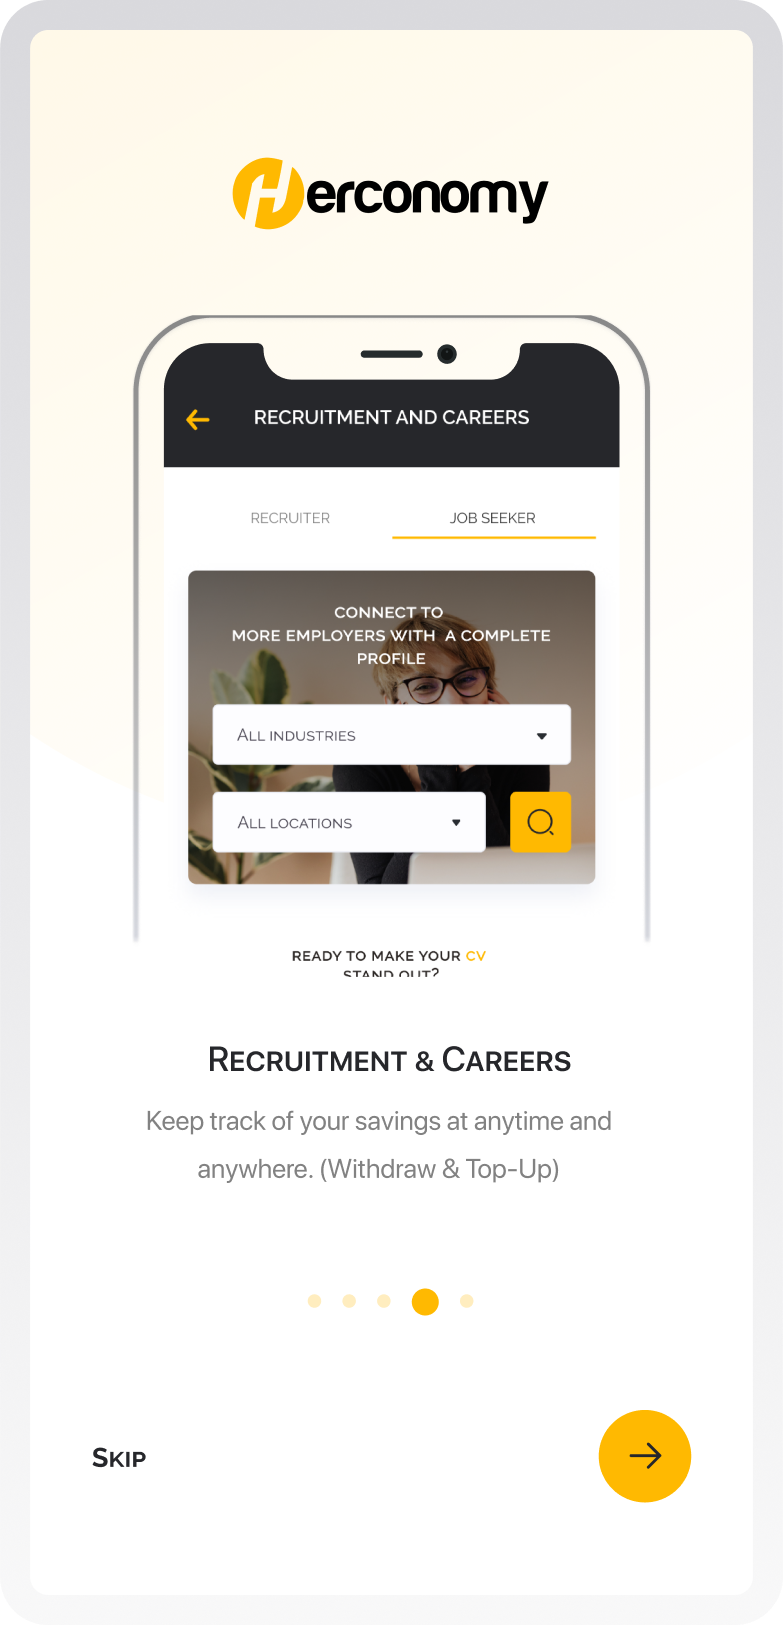 Herconomy
RECRUITMENT AND CAREERS
RECRUITER
JOB SEEKER
CONNECT TO
MORE EMPLOYERS WITH A COMPLETE
PROFILE
ALL INDUSTRIES
ALL LOCATIONS
READY TO MAKE YOUR CV
STAND OUT?
RECRUITMENT & CAREERS
Keep track of your savings at anytime and
anywhere. (Withdraw & Top-Up)
SKIP